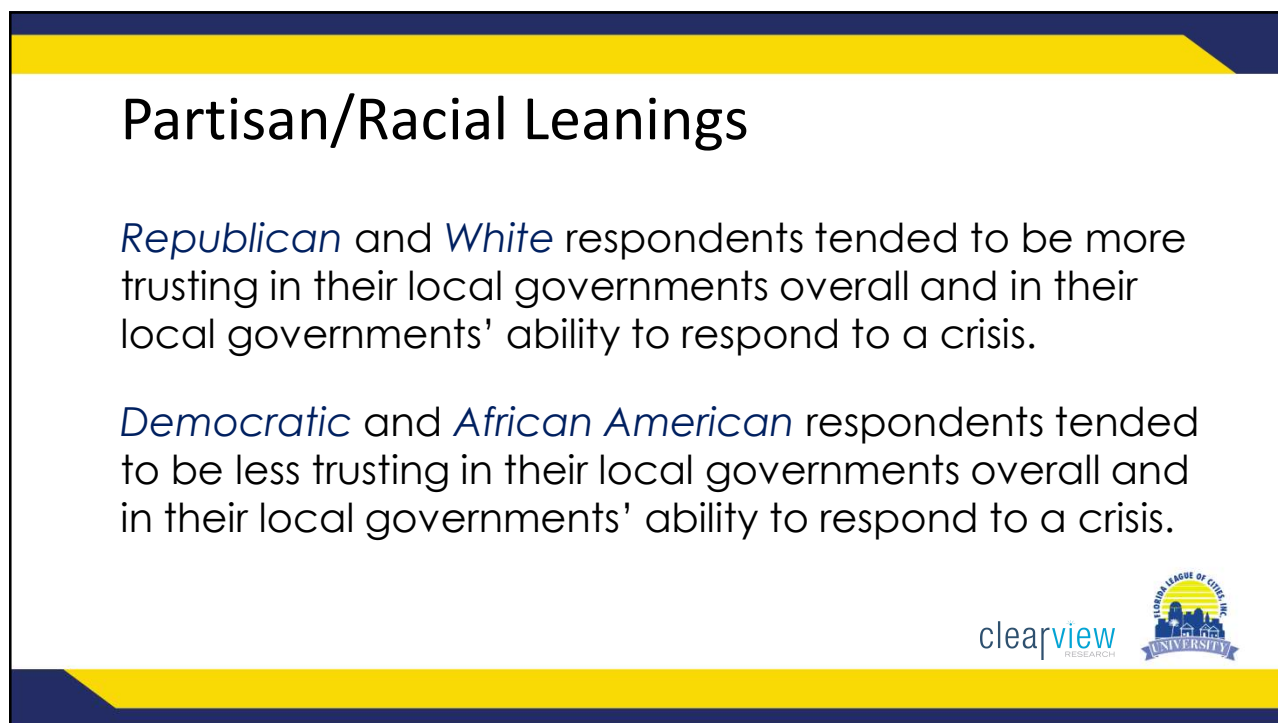 Partisan/Racial Leanings
Republican and White respondents tended to be more
trusting in their local governments overall and in their
local governments’ ability to respond to a crisis.
Democratic and African American respondents tended
to be less trusting in their local governments overall and
in their local governments’ ability to respond to a crisis.
clearview
RESEARCH
FLORIDA LEAGUE OF CITIES, INC
UNIVERSITY